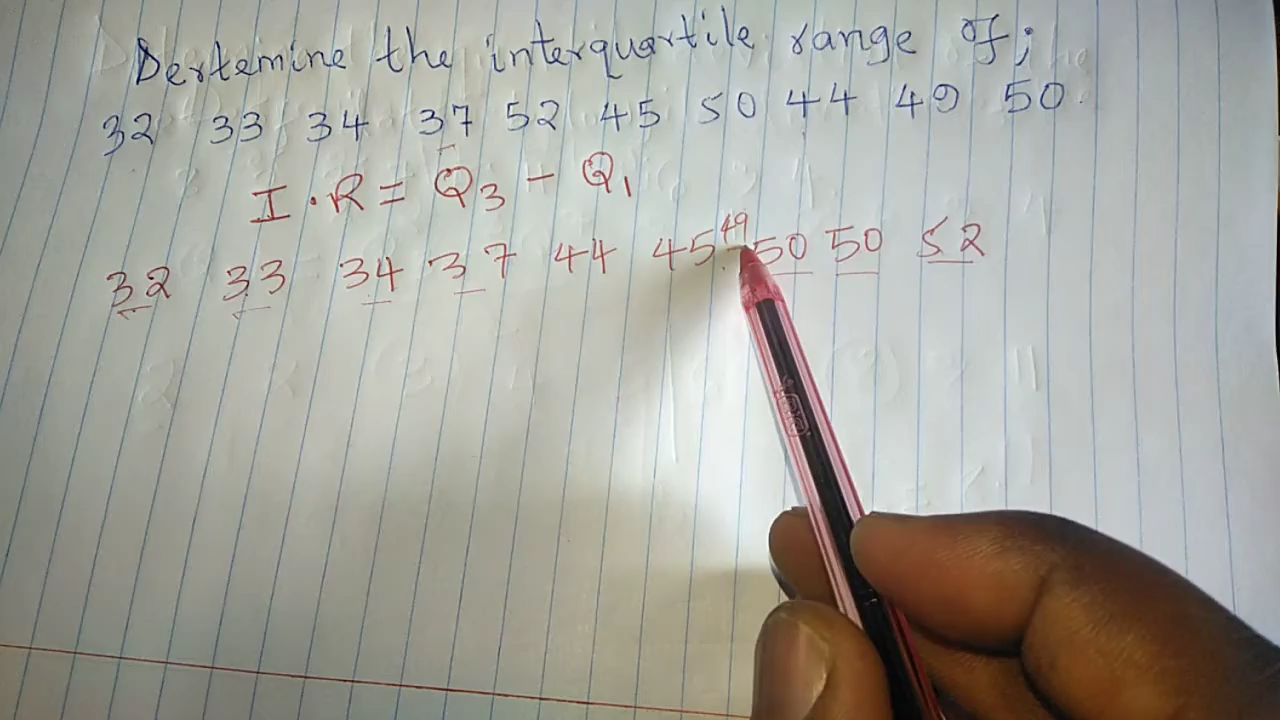 Dertemine the interquartile range of;
32 33 34 37 52 45 50 44 49 50
I.R = Q3 - Q1
32 33 34 37 44 45 49 50 50 52